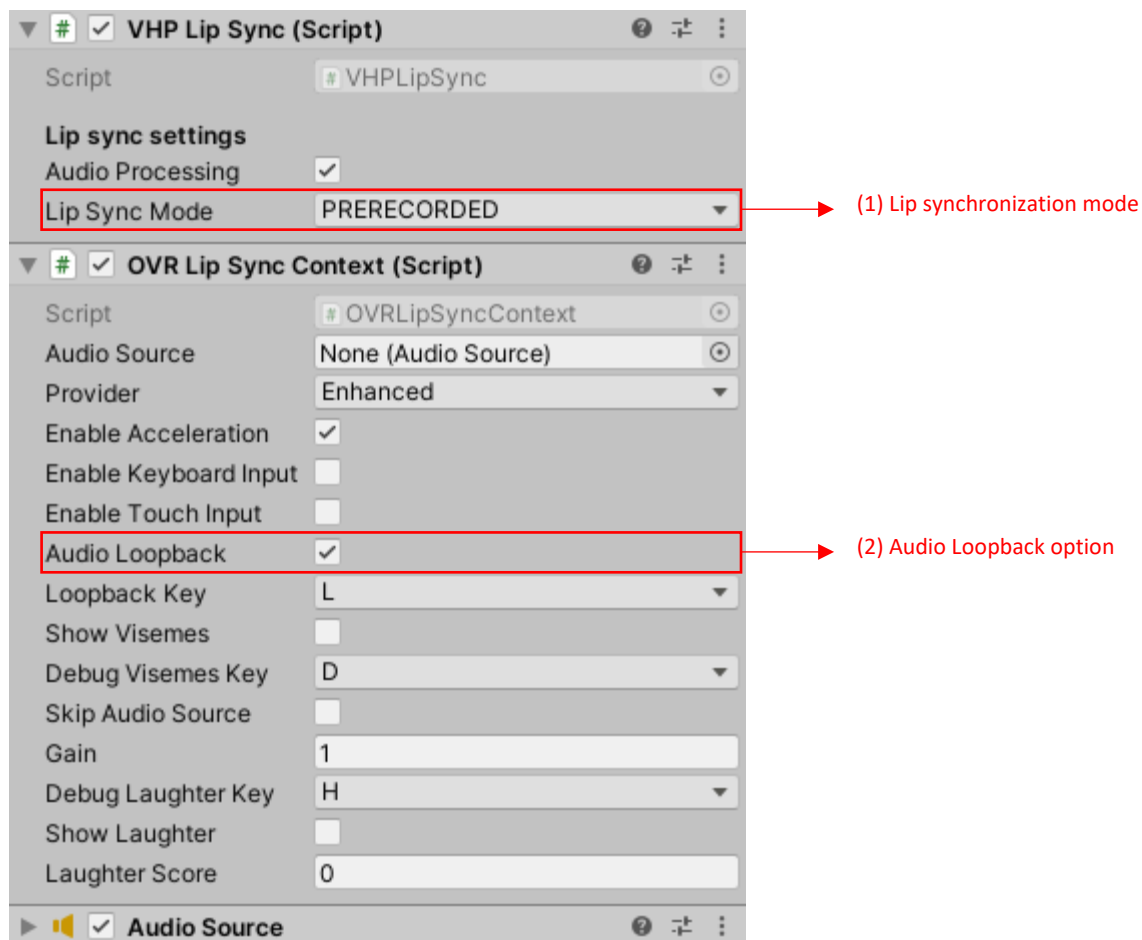 # VHP Lip Sync (Script)
Script # VHPLipSync
Lip sync settings
Audio Processing
Lip Sync Mode PRERECORDED (1) Lip synchronization mode
# OVR Lip Sync Context (Script)
Script # OVRLipSyncContext
Audio Source None (Audio Source)
Provider Enhanced
Enable Acceleration
Enable Keyboard Input
Enable Touch Input
Audio Loopback (2) Audio Loopback option
Loopback Key L
Show Visemes
Debug Visemes Key D
Skip Audio Source
Gain 1
Debug Laughter Key H
Show Laughter
Laughter Score 0
Audio Source